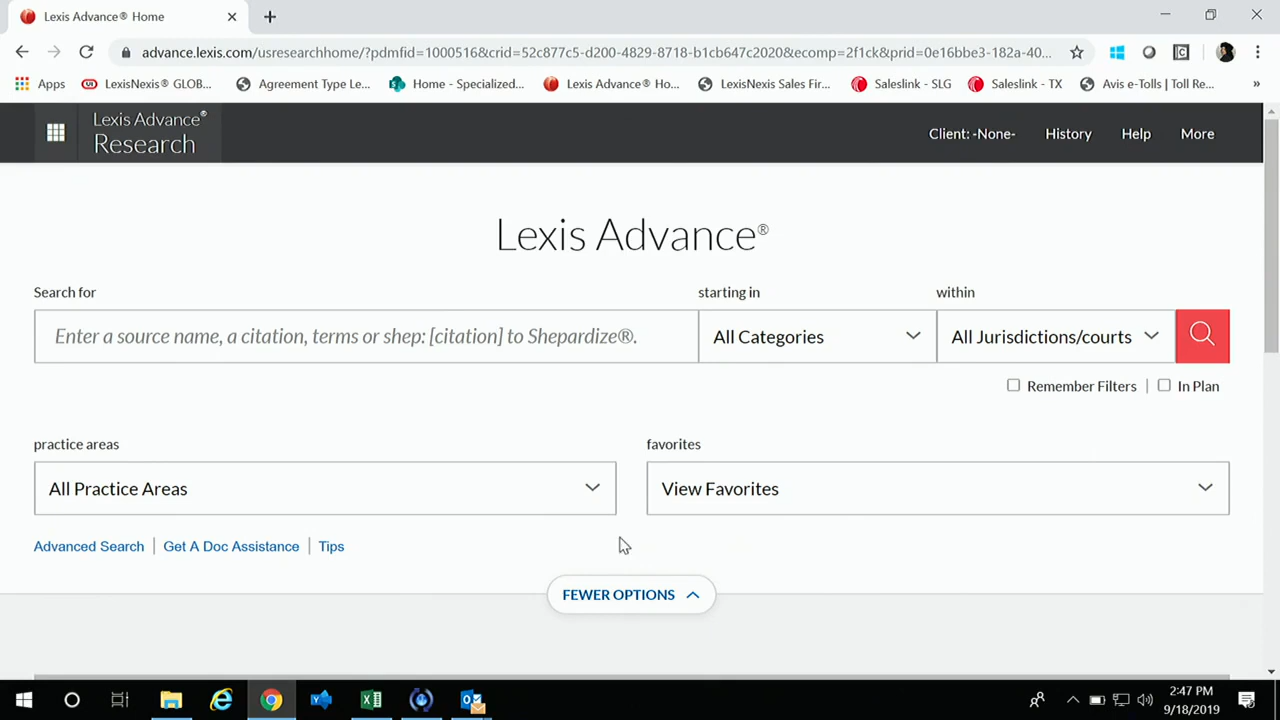 Lexis Advance® Home
advance.lexis.com/usresearchhome/?pdmfid=1000516&crid=52c877c5-d200-4829-8718-b1cb647c2020&ecomp=2f1ck&prid=0e16bbe3-182a-40...
Apps
LexisNexis® GLOB...
Agreement Type Le...
Home - Specialized...
Lexis Advance® Ho...
LexisNexis Sales Fir...
Saleslink - SLG
Saleslink - TX
Avis e-Tolls | Toll Re...
»
Lexis Advance®
Research
Client: -None-
History
Help
More
Lexis Advance®
Search for
starting in
within
Enter a source name, a citation, terms or shep: [citation] to Shepardize®.
All Categories
All Jurisdictions/courts
Remember Filters
In Plan
practice areas
favorites
All Practice Areas
View Favorites
Advanced Search | Get A Doc Assistance | Tips
FEWER OPTIONS
2:47 PM
9/18/2019